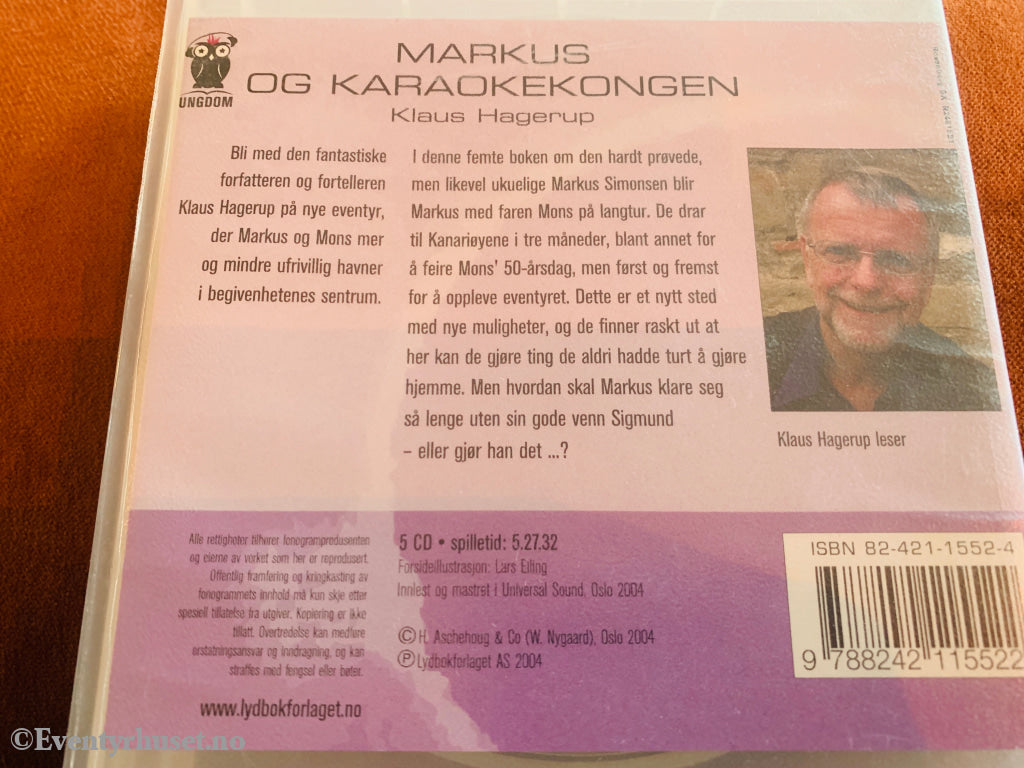 UNGDOM
MARKUS
OG KARAOKEKONGEN
Klaus Hagerup
Bli med den fantastiske
forfatteren og fortelleren
Klaus Hagerup på nye eventyr,
der Markus og Mons mer
og mindre ufrivillig havner
i begivenhetenes sentrum.
I denne femte boken om den hardt prøvede,
men likevel ukuelige Markus Simonsen blir
Markus med faren Mons på langtur. De drar
til Kanariøyene i tre måneder, blant annet for
å feire Mons' 50-årsdag, men først og fremst
for å oppleve eventyret. Dette er et nytt sted
med nye muligheter, og de finner raskt ut at
her kan de gjøre ting de aldri hadde turt å gjøre
hjemme. Men hvordan skal Markus klare seg
så lenge uten sin gode venn Sigmund
– eller gjør han det ...?
Klaus Hagerup leser
Alle rettigheter tilhører fonogramprodusenten
og eierne av verket som her er reprodusert.
Offentlig framføring og kringkasting av
fonogrammets innhold må kun skje etter
spesiell tillatelse fra utgiver. Kopiering er ikke
tillatt. Overtredelse kan medføre
erstatningsansvar og inndragning, og kan
straffes med fengsel eller bøter.
www.lydbokforlaget.no
5 CD • spilletid: 5.27.32
Forsideillustrasjon: Lars Eiling
Innlest og mastret i Universal Sound, Oslo 2004
© H. Aschehoug & Co (W. Nygaard), Oslo 2004
℗ Lydbokforlaget AS 2004
ISBN 82-421-1552-4
9 788242 115522
©Eventyrhuset.no